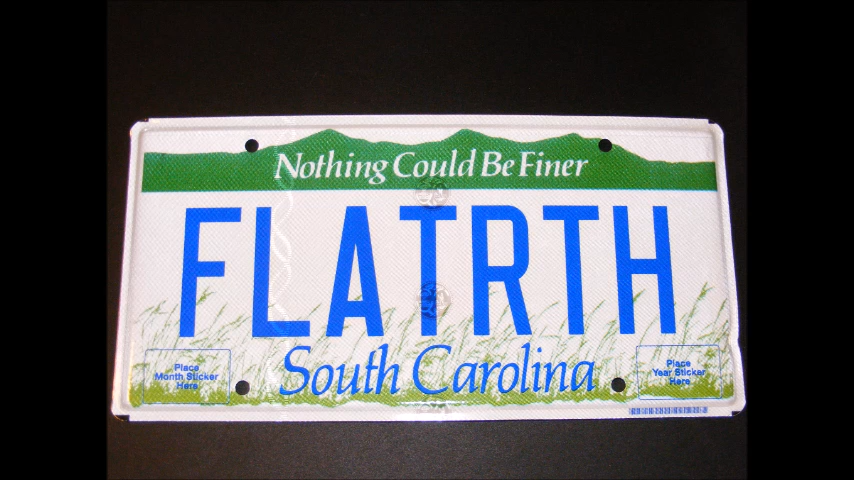 Nothing Could Be Finer
FLATRTH
South Carolina
Place
Month Sticker
Here
Place
Year Sticker
Here